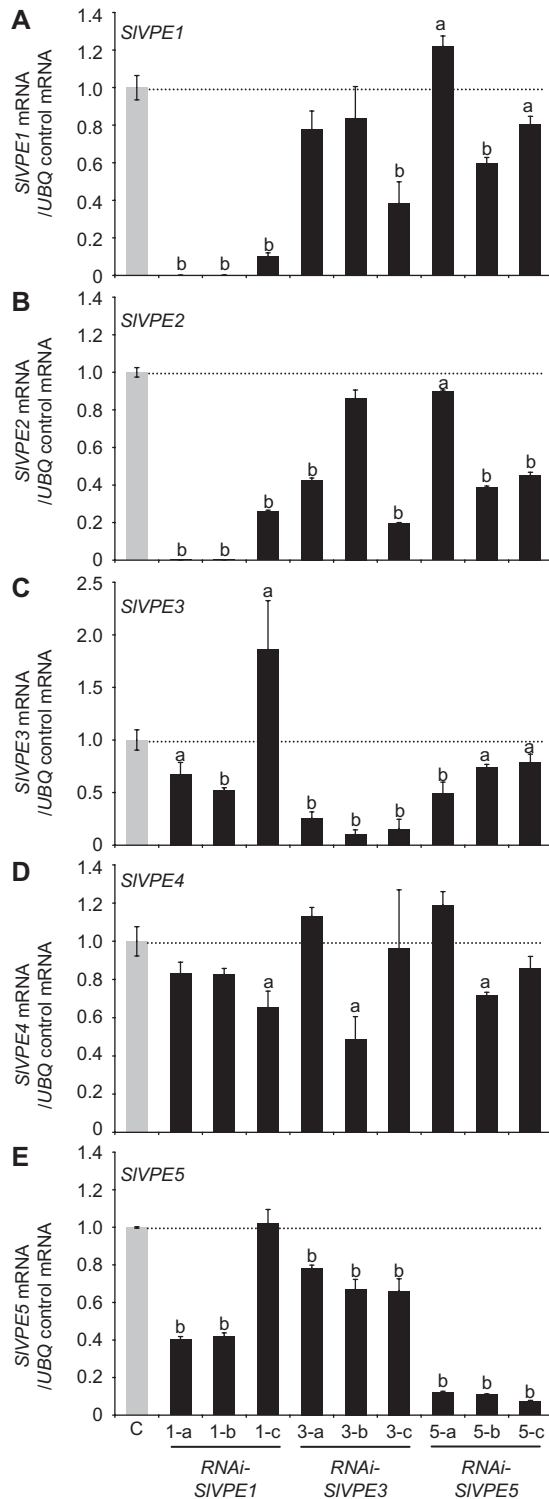 A
SlVPE1
SlVPE1 mRNA
/UBQ control mRNA
1.4
1.2
1.0
0.8
0.6
0.4
0.2
0
b b b b a b a
B
SlVPE2
SlVPE2 mRNA
/UBQ control mRNA
1.4
1.2
1.0
0.8
0.6
0.4
0.2
0
b b b b b a b b
C
SlVPE3
SlVPE3 mRNA
/UBQ control mRNA
2.5
2.0
1.5
1.0
0.5
0
a b a b b b b a a
D
SlVPE4
SlVPE4 mRNA
/UBQ control mRNA
1.4
1.2
1.0
0.8
0.6
0.4
0.2
0
a a a
E
SlVPE5
SlVPE5 mRNA
/UBQ control mRNA
1.4
1.2
1.0
0.8
0.6
0.4
0.2
0
b b b b b b b b
C 1-a 1-b 1-c 3-a 3-b 3-c 5-a 5-b 5-c
RNAi- RNAi- RNAi-
SlVPE1 SlVPE3 SlVPE5